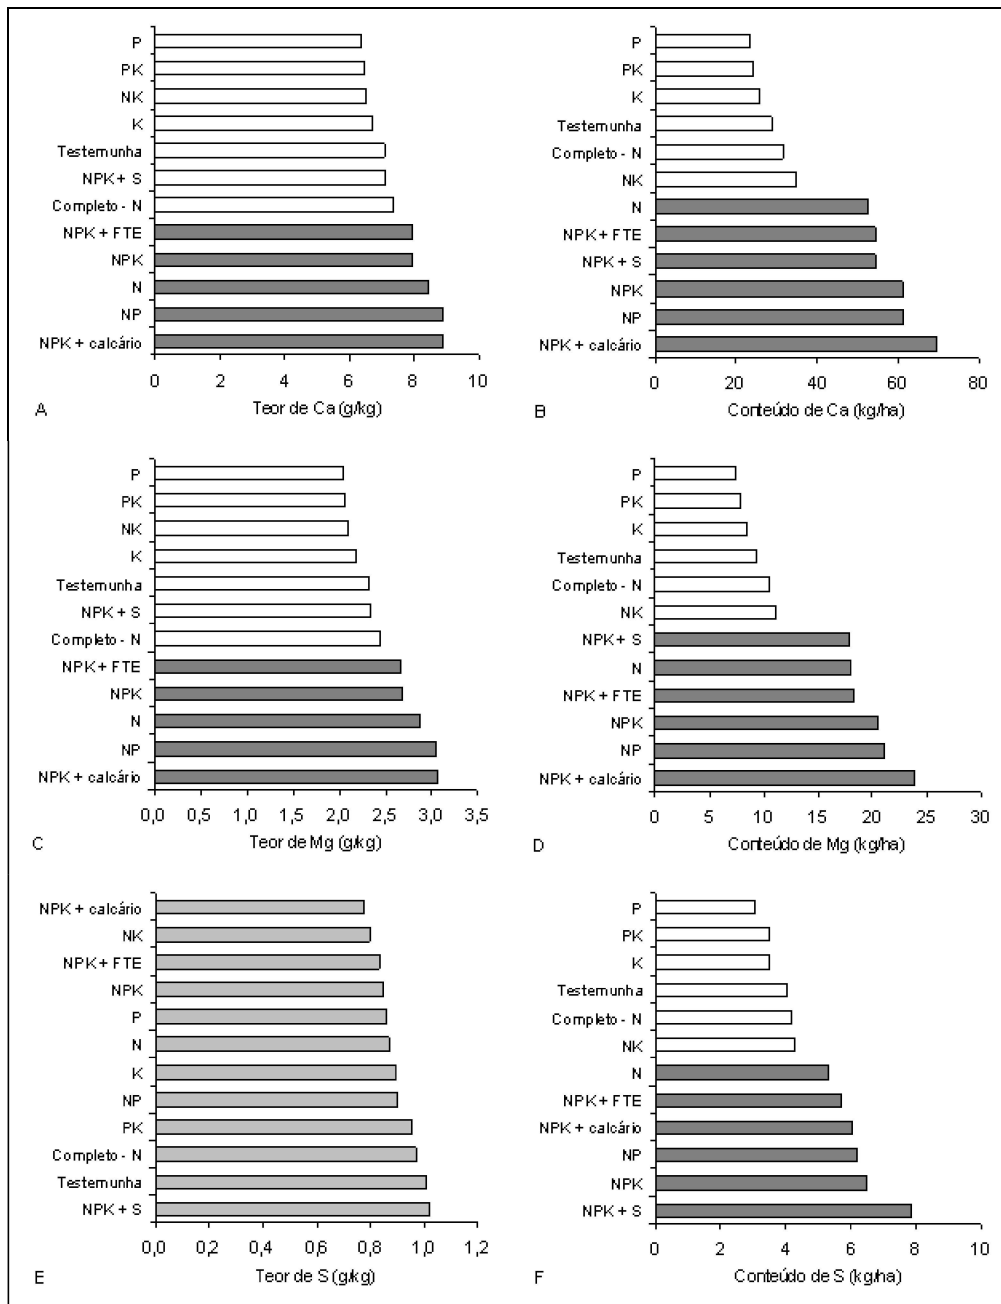 P
PK
NK
K
Testemunha
NPK + S
Completo - N
NPK + FTE
NPK
N
NP
NPK + calcário
0 2 4 6 8 10
Teor de Ca (g/kg)
A
P
PK
K
Testemunha
Completo - N
NK
N
NPK + FTE
NPK + S
NPK
NP
NPK + calcário
0 20 40 60 80
Conteúdo de Ca (kg/ha)
B
P
PK
NK
K
Testemunha
NPK + S
Completo - N
NPK + FTE
NPK
N
NP
NPK + calcário
0,0 0,5 1,0 1,5 2,0 2,5 3,0 3,5
Teor de Mg (g/kg)
C
P
PK
K
Testemunha
Completo - N
NK
NPK + S
N
NPK + FTE
NPK
NP
NPK + calcário
0 5 10 15 20 25 30
Conteúdo de Mg (kg/ha)
D
NPK + calcário
NK
NPK + FTE
NPK
P
N
K
NP
PK
Completo - N
Testemunha
NPK + S
0,0 0,2 0,4 0,6 0,8 1,0 1,2
Teor de S (g/kg)
E
P
PK
K
Testemunha
Completo - N
NK
N
NPK + FTE
NPK + calcário
NP
NPK
NPK + S
0 2 4 6 8 10
Conteúdo de S (kg/ha)
F